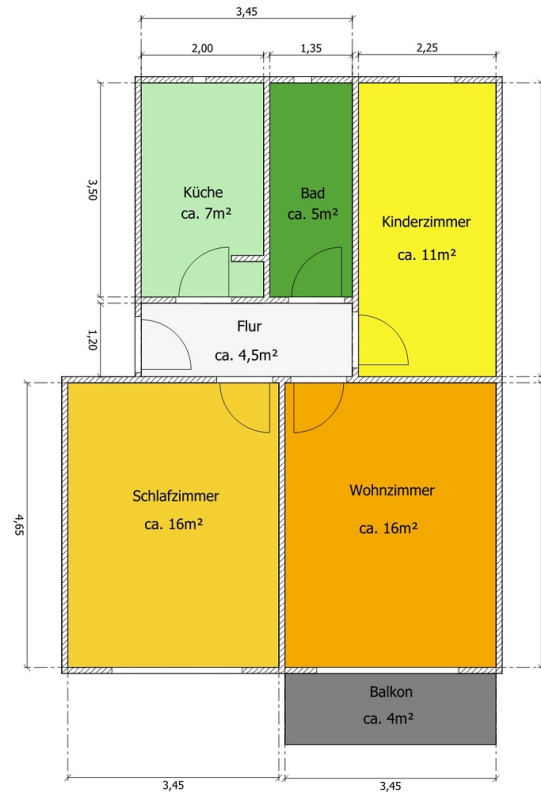 3,45
2,00
1,35
2,25
3,50
Küche
ca. 7m²
Bad
ca. 5m²
Kinderzimmer
ca. 11m²
1,20
Flur
ca. 4,5m²
4,65
Schlafzimmer
ca. 16m²
Wohnzimmer
ca. 16m²
Balkon
ca. 4m²
3,45
3,45